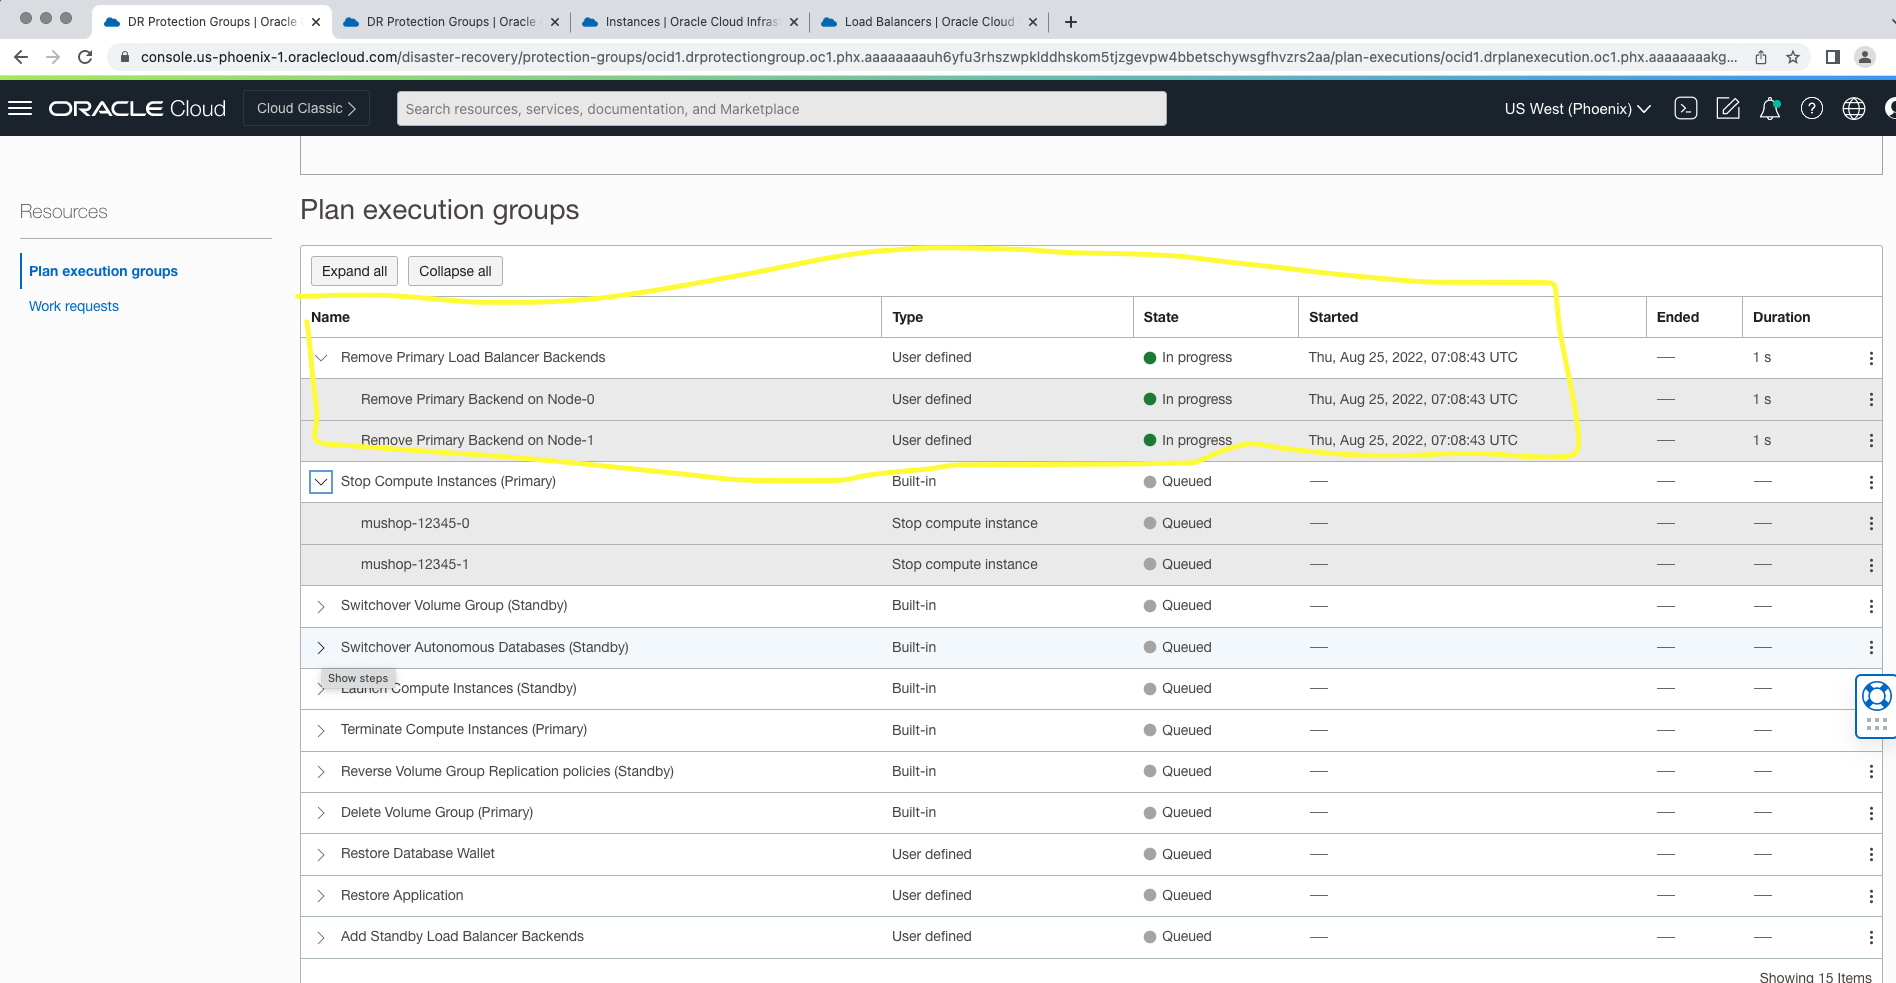 DR Protection Groups | Oracle
DR Protection Groups | Oracle
Instances | Oracle Cloud Infras
Load Balancers | Oracle Cloud
console.us-phoenix-1.oraclecloud.com/disaster-recovery/protection-groups/ocid1.drprotectiongroup.oc1.phx.aaaaaaaauh6yfu3rhszwpklddhskom5tjzgevpw4bbetschywsgfhvzrs2aa/plan-executions/ocid1.drplanexecution.oc1.phx.aaaaaaaakg...
ORACLE Cloud
Cloud Classic
Search resources, services, documentation, and Marketplace
US West (Phoenix)
Resources
Plan execution groups
Work requests
Plan execution groups
Expand all Collapse all
Name Type State Started Ended Duration
Remove Primary Load Balancer Backends User defined In progress Thu, Aug 25, 2022, 07:08:43 UTC — 1 s
Remove Primary Backend on Node-0 User defined In progress Thu, Aug 25, 2022, 07:08:43 UTC — 1 s
Remove Primary Backend on Node-1 User defined In progress Thu, Aug 25, 2022, 07:08:43 UTC — 1 s
Stop Compute Instances (Primary) Built-in Queued — — —
mushop-12345-0 Stop compute instance Queued — — —
mushop-12345-1 Stop compute instance Queued — — —
Switchover Volume Group (Standby) Built-in Queued — — —
Switchover Autonomous Databases (Standby) Built-in Queued — — —
Show steps
Launch Compute Instances (Standby) Built-in Queued — — —
Terminate Compute Instances (Primary) Built-in Queued — — —
Reverse Volume Group Replication policies (Standby) Built-in Queued — — —
Delete Volume Group (Primary) Built-in Queued — — —
Restore Database Wallet User defined Queued — — —
Restore Application User defined Queued — — —
Add Standby Load Balancer Backends User defined Queued — — —
Showing 15 Items